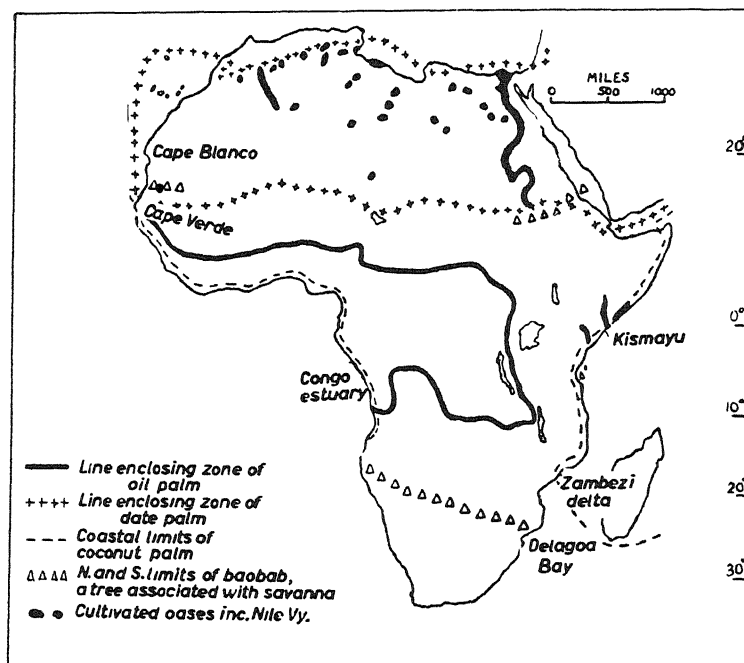 MILES
0 500 1000
20°
Cape Blanco
Cape Verde
0°
Kismayu
Congo
estuary
10°
Line enclosing zone of
oil palm
Line enclosing zone of
date palm
Coastal limits of
coconut palm
N. and S. limits of baobab,
a tree associated with savanna
Cultivated oases inc. Nile Vy.
Zambezi
delta
20°
Delagoa
Bay
30°